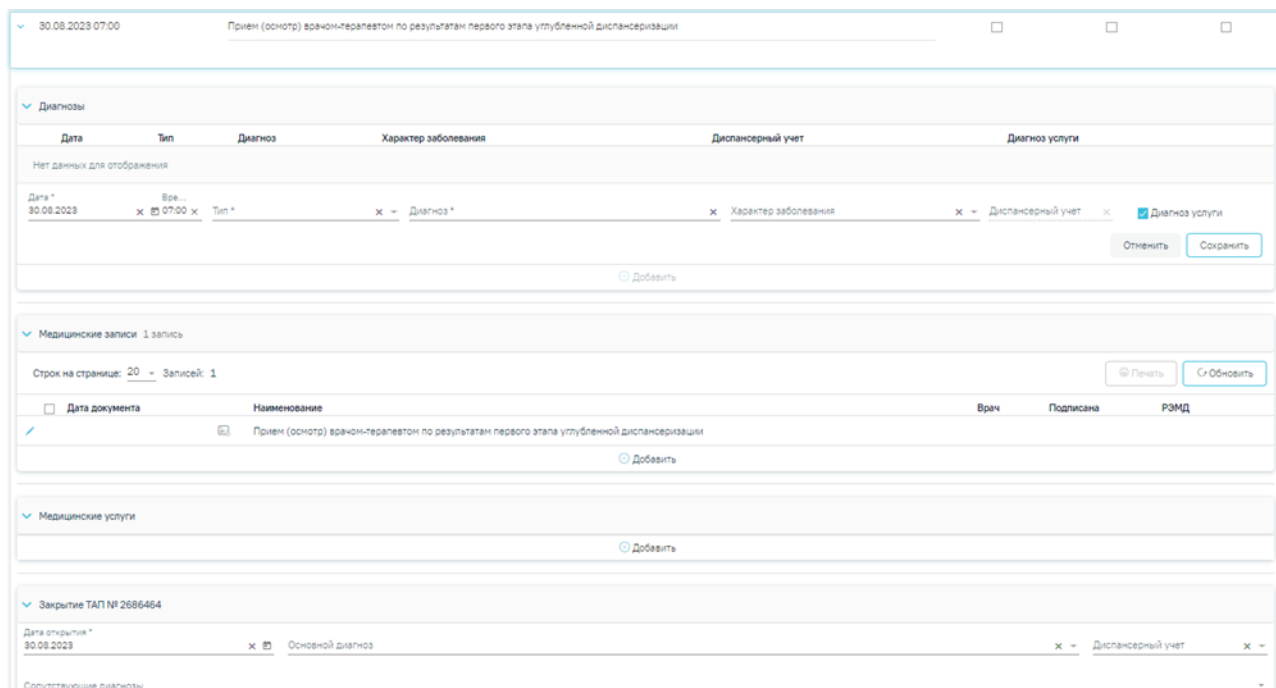 30.08.2023 07:00 Прием (осмотр) врачом-терапевтом по результатам первого этапа углубленной диспансеризации
Диагнозы
Дата Тип Диагноз Характер заболевания Диспансерный учет Диагноз услуги
Нет данных для отображения
Дата * Вре...
30.08.2023 07:00 Тип * Диагноз * Характер заболевания Диспансерный учет Диагноз услуги
Отменить Сохранить
Добавить
Медицинские записи 1 запись
Строк на странице: 20 Записей: 1 Печать Обновить
Дата документа Наименование Врач Подписана РЭМД
Прием (осмотр) врачом-терапевтом по результатам первого этапа углубленной диспансеризации
Добавить
Медицинские услуги
Добавить
Закрытие ТАП № 2686464
Дата открытия *
30.08.2023 Основной диагноз Диспансерный учет
Сопутствующие диагнозы